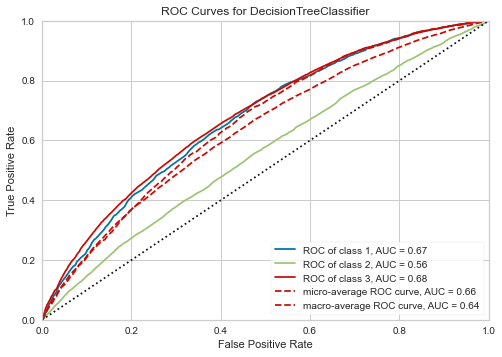 ROC Curves for DecisionTreeClassifier
1.0
0.8
0.6
0.4
0.2
0.0
True Positive Rate
ROC of class 1, AUC = 0.67
ROC of class 2, AUC = 0.56
ROC of class 3, AUC = 0.68
micro-average ROC curve, AUC = 0.66
macro-average ROC curve, AUC = 0.64
0.0 0.2 0.4 0.6 0.8 1.0
False Positive Rate